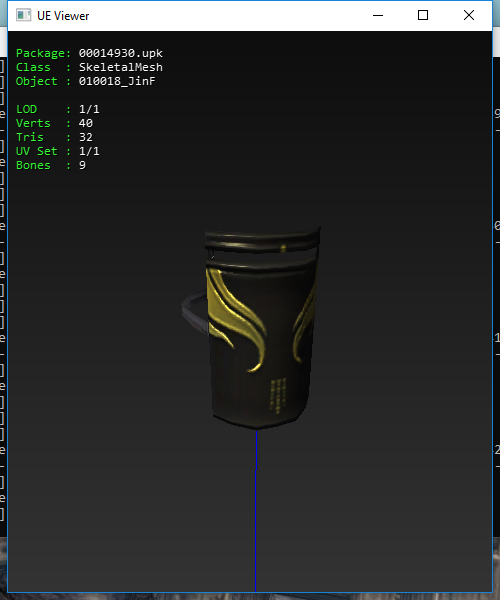 UE Viewer
Package: 00014930.upk
Class : SkeletalMesh
Object : 010018_JinF
LOD : 1/1
Verts : 40
Tris : 32
UV Set : 1/1
Bones : 9